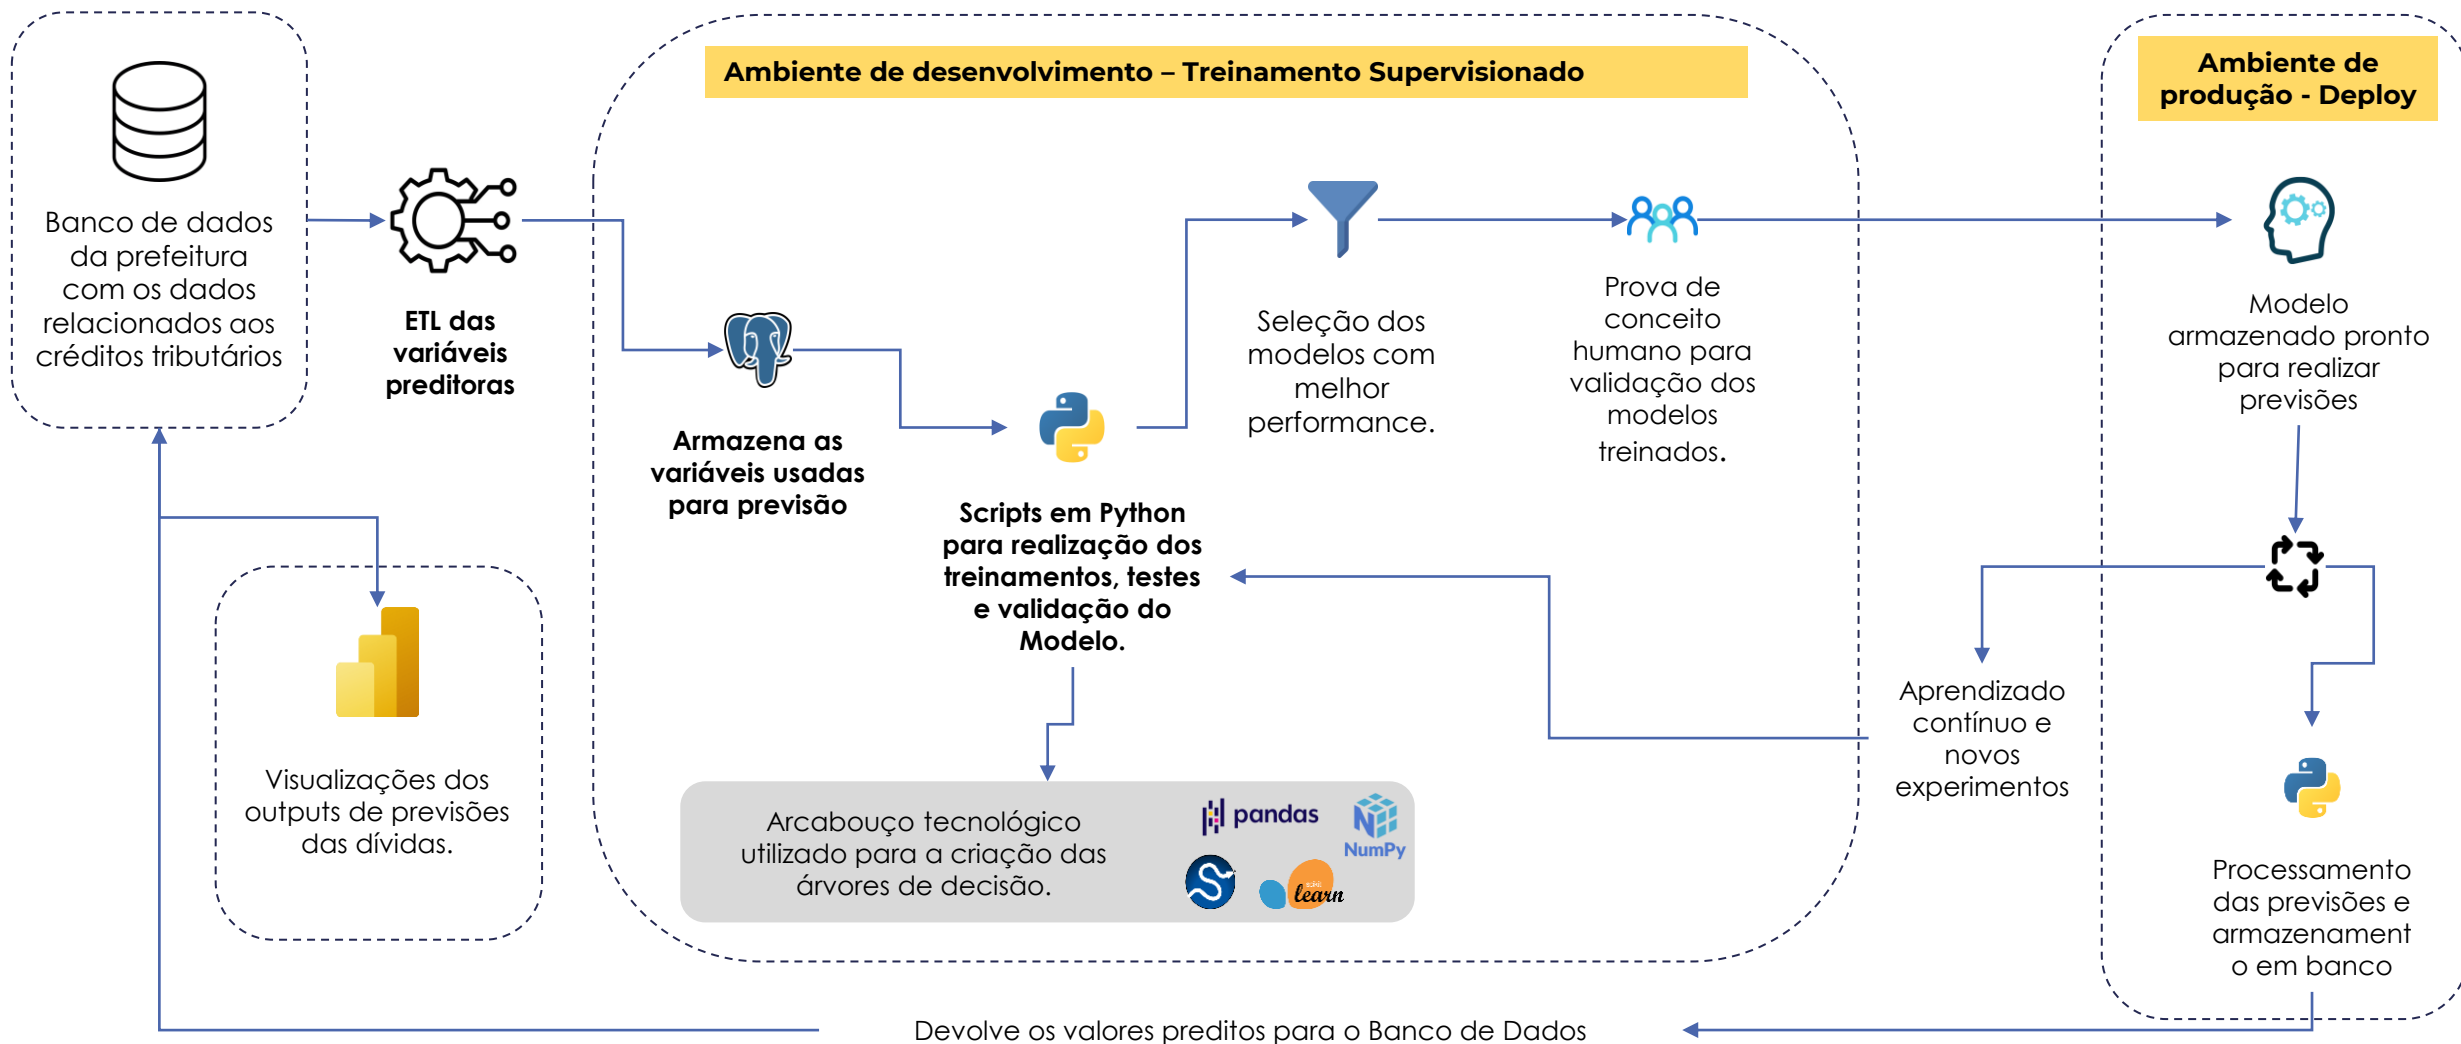 Ambiente de desenvolvimento – Treinamento Supervisionado
Ambiente de
produção - Deploy
Banco de dados
da prefeitura
com os dados
relacionados aos
créditos tributários
ETL das
variáveis
preditoras
Armazena as
variáveis usadas
para previsão
Scripts em Python
para realização dos
treinamentos, testes
e validação do
Modelo.
Seleção dos
modelos com
melhor
performance.
Prova de
conceito
humano para
validação dos
modelos
treinados.
Modelo
armazenado pronto
para realizar
previsões
Aprendizado
contínuo e
novos
experimentos
Processamento
das previsões e
armazenament
o em banco
Visualizações dos
outputs de previsões
das dívidas.
Arcabouço tecnológico
utilizado para a criação das
árvores de decisão.
pandas
NumPy
scikit
learn
Devolve os valores preditos para o Banco de Dados